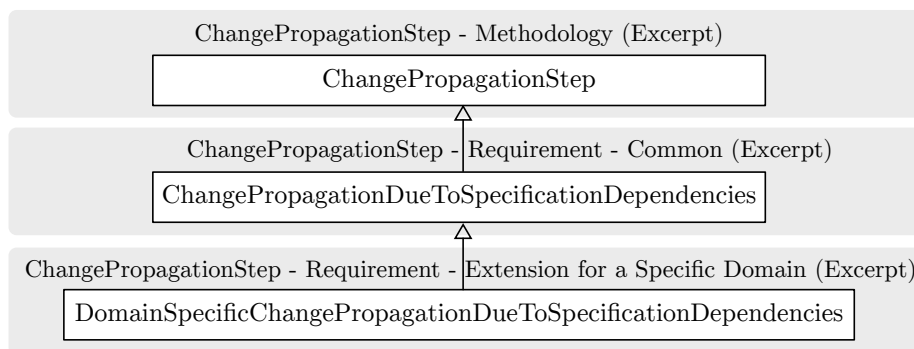 ChangePropagationStep - Methodology (Excerpt)
ChangePropagationStep
ChangePropagationStep - Requirement - Common (Excerpt)
ChangePropagationDueToSpecificationDependencies
ChangePropagationStep - Requirement - Extension for a Specific Domain (Excerpt)
DomainSpecificChangePropagationDueToSpecificationDependencies